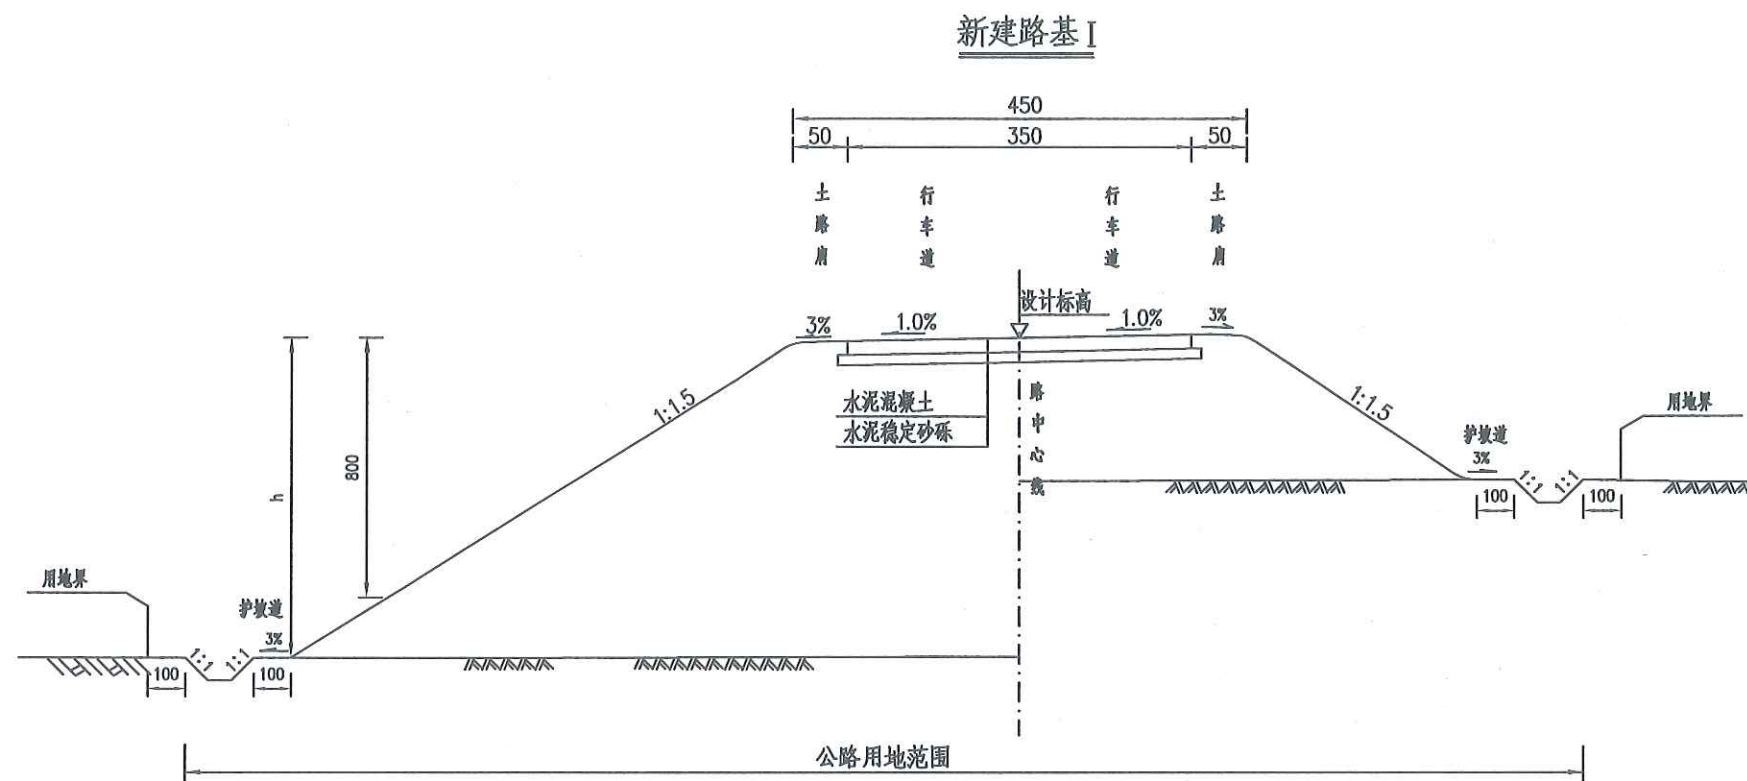 新建路基Ⅰ
450
50 350 50
土路肩 行车道 行车道 土路肩
设计标高
3% 1.0% 1.0% 3%
水泥混凝土
水泥稳定砂砾
路中心线
1:1.5
1:1.5
用地界
护坡道
3%
1:1 1:1
100 100
800
h
用地界
护坡道
3%
1:1 1:1
100 100
公路用地范围